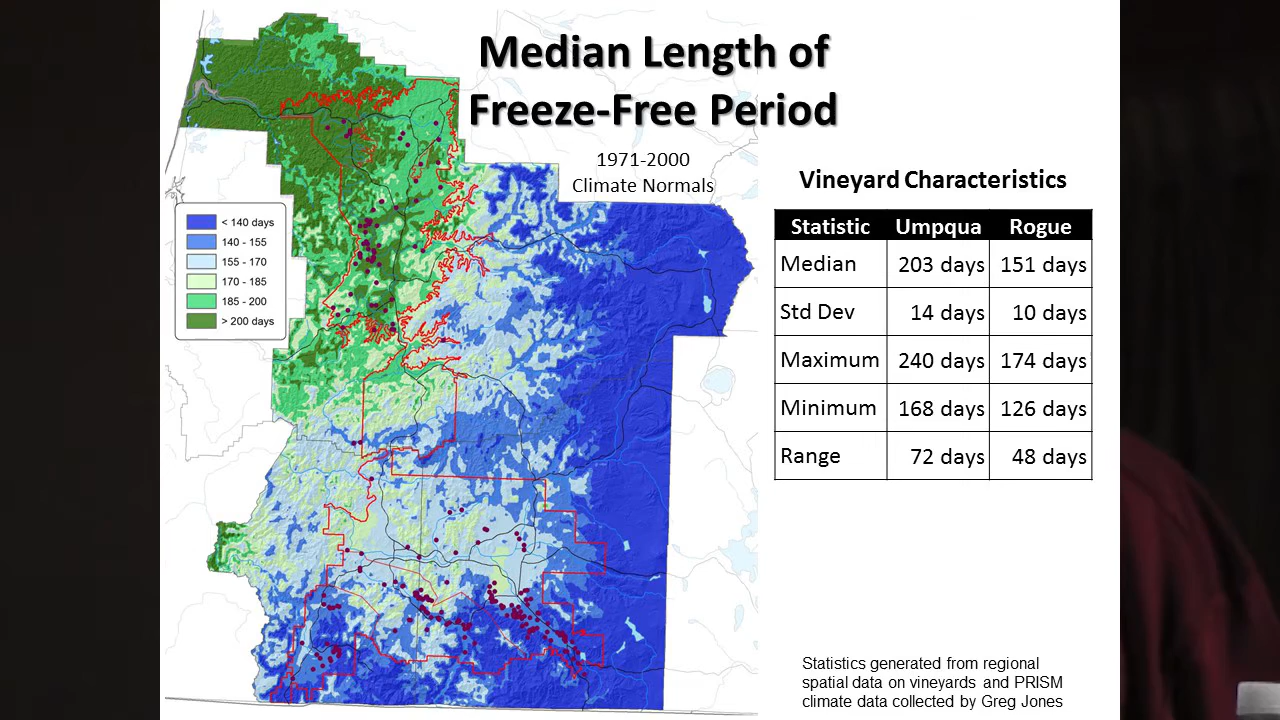 Median Length of
Freeze-Free Period
1971-2000
Climate Normals
< 140 days
140 - 155
155 - 170
170 - 185
185 - 200
> 200 days
Vineyard Characteristics
Statistic Umpqua Rogue
Median 203 days 151 days
Std Dev 14 days 10 days
Maximum 240 days 174 days
Minimum 168 days 126 days
Range 72 days 48 days
Statistics generated from regional
spatial data on vineyards and PRISM
climate data collected by Greg Jones